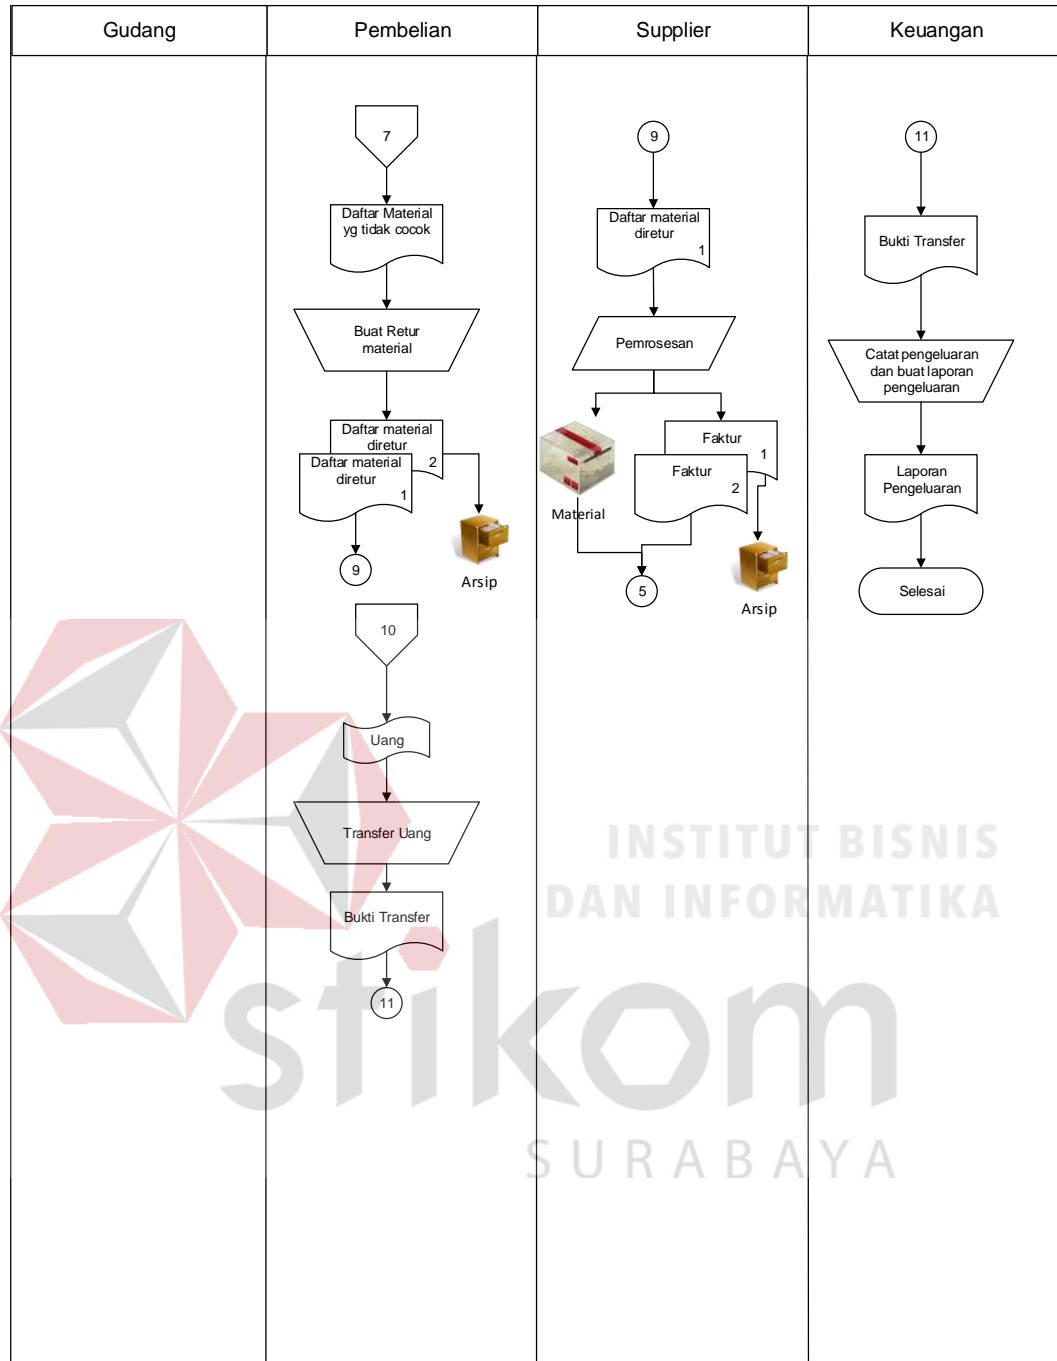 Gudang
Pembelian
Supplier
Keuangan
7
Daftar Material
yg tidak cocok
Buat Retur
material
Daftar material
diretur
2
Daftar material
diretur
1
9
Arsip
10
Uang
Transfer Uang
Bukti Transfer
11
9
Daftar material
diretur
1
Pemrosesan
Material
Faktur
1
Faktur
2
5
Arsip
11
Bukti Transfer
Catat pengeluaran
dan buat laporan
pengeluaran
Laporan
Pengeluaran
Selesai
INSTITUT BISNIS
DAN INFORMATIKA
stikom
SURABAYA